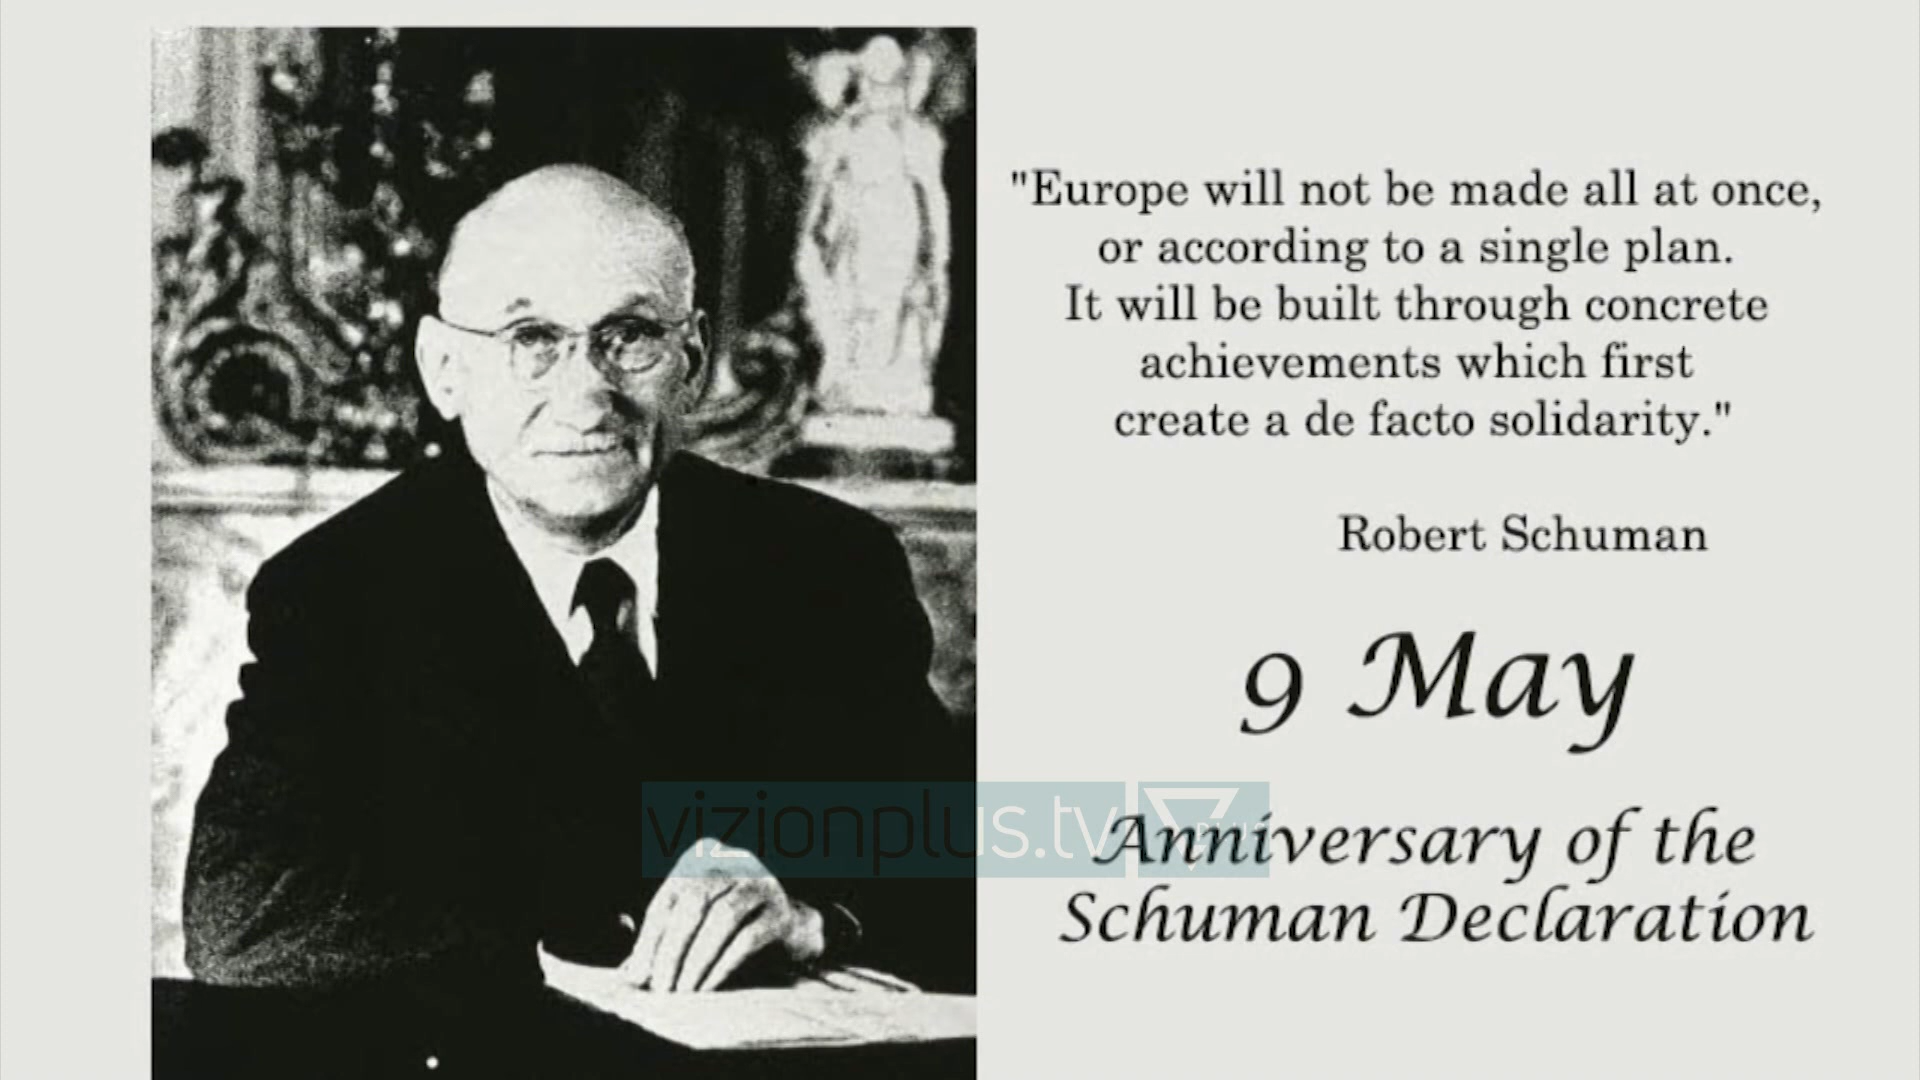 "Europe will not be made all at once,
or according to a single plan.
It will be built through concrete
achievements which first
create a de facto solidarity."
Robert Schuman
9 May
vizionplus.tv
PLUS
Anniversary of the
Schuman Declaration